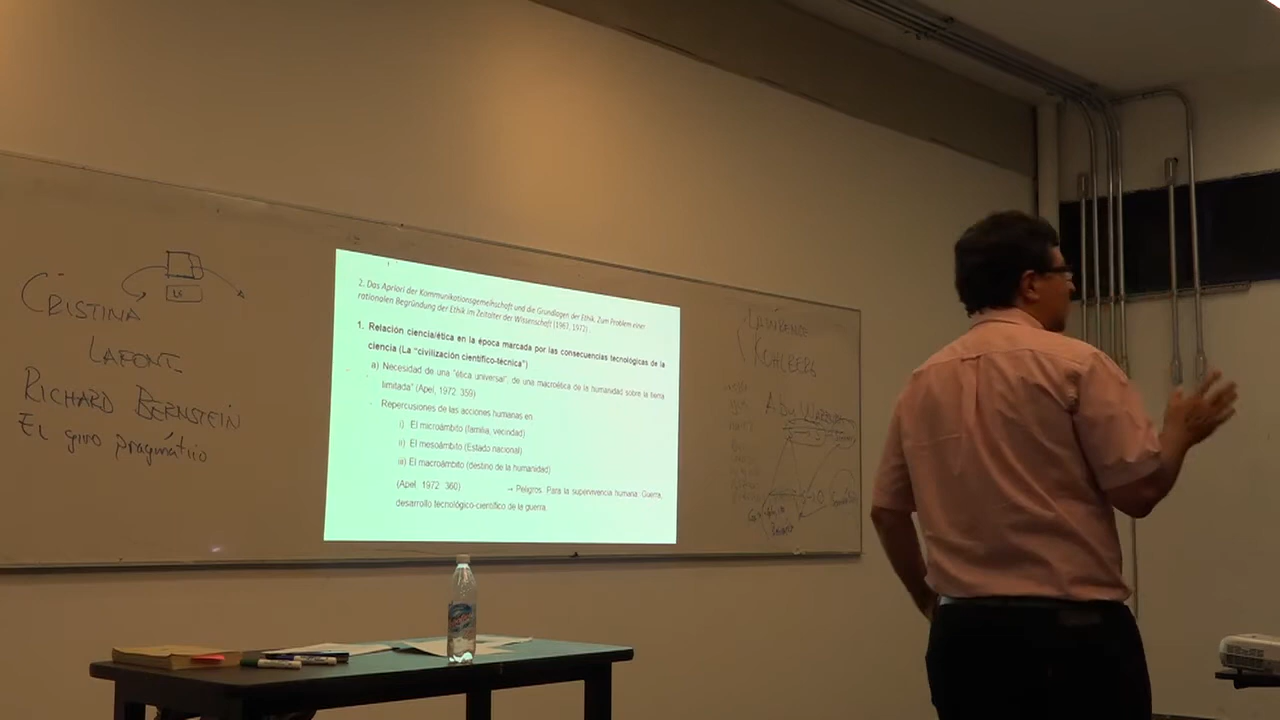 CRISTINA
LAFONT
RICHARD BERNSTEIN
El giro pragmático
LS
2. Das Apriori der Kommunikationsgemeinschaft und die Grundlagen der Ethik. Zum Problem einer
rationalen Begründung der Ethik im Zeitalter der Wissenschaft (1967, 1972).
1. Relación ciencia/ética en la época marcada por las consecuencias tecnológicas de la
ciencia (La "civilización científico-técnica")
a) Necesidad de una "ética universal", de una macroética de la humanidad sobre la tierra
limitada" (Apel, 1972: 359)
Repercusiones de las acciones humanas en:
i) El microámbito (familia, vecindad)
ii) El mesoámbito (Estado nacional)
iii) El macroámbito (destino de la humanidad)
(Apel, 1972: 360) → Peligros. Para la supervivencia humana: Guerra,
desarrollo tecnológico-científico de la guerra.
LAWRENCE
KOHLBERG